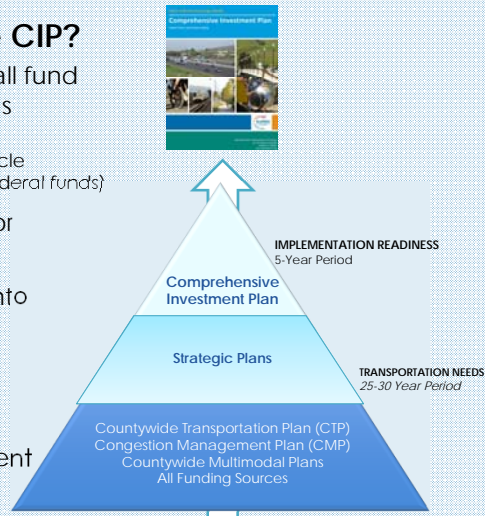 CIP?
all fund
s
cle
deral funds)
or
nto
ent
Comprehensive Investment Plan
IMPLEMENTATION READINESS
5-Year Period
Comprehensive
Investment Plan
Strategic Plans
TRANSPORTATION NEEDS
25-30 Year Period
Countywide Transportation Plan (CTP)
Congestion Management Plan (CMP)
Countywide Multimodal Plans
All Funding Sources